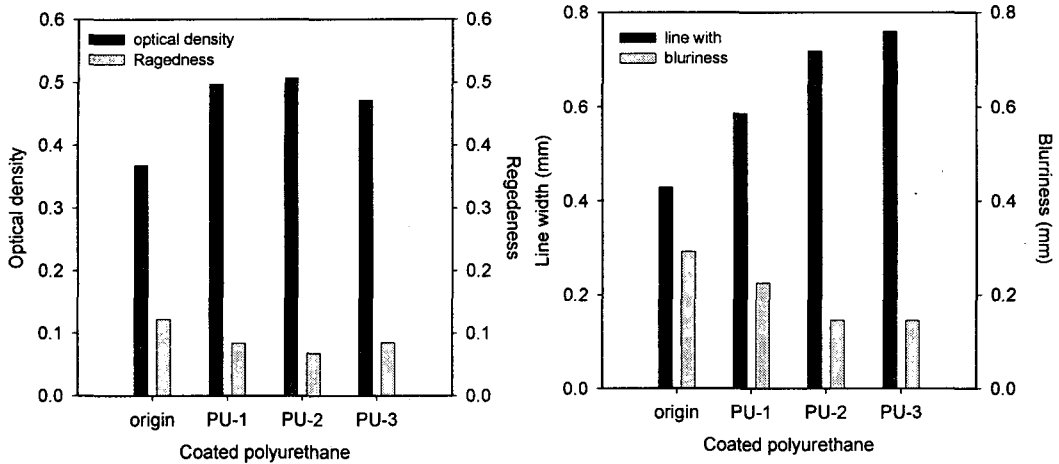 0.6
0.5
0.4
0.3
0.2
0.1
0.0
Optical density
optical density
Ragedness
0.6
0.5
0.4
0.3
0.2
0.1
0.0
Regedeness
origin PU-1 PU-2 PU-3
Coated polyurethane
0.8
0.6
0.4
0.2
0.0
Line width (mm)
line with
bluriness
0.8
0.6
0.4
0.2
0.0
Blurriness (mm)
origin PU-1 PU-2 PU-3
Coated polyurethane